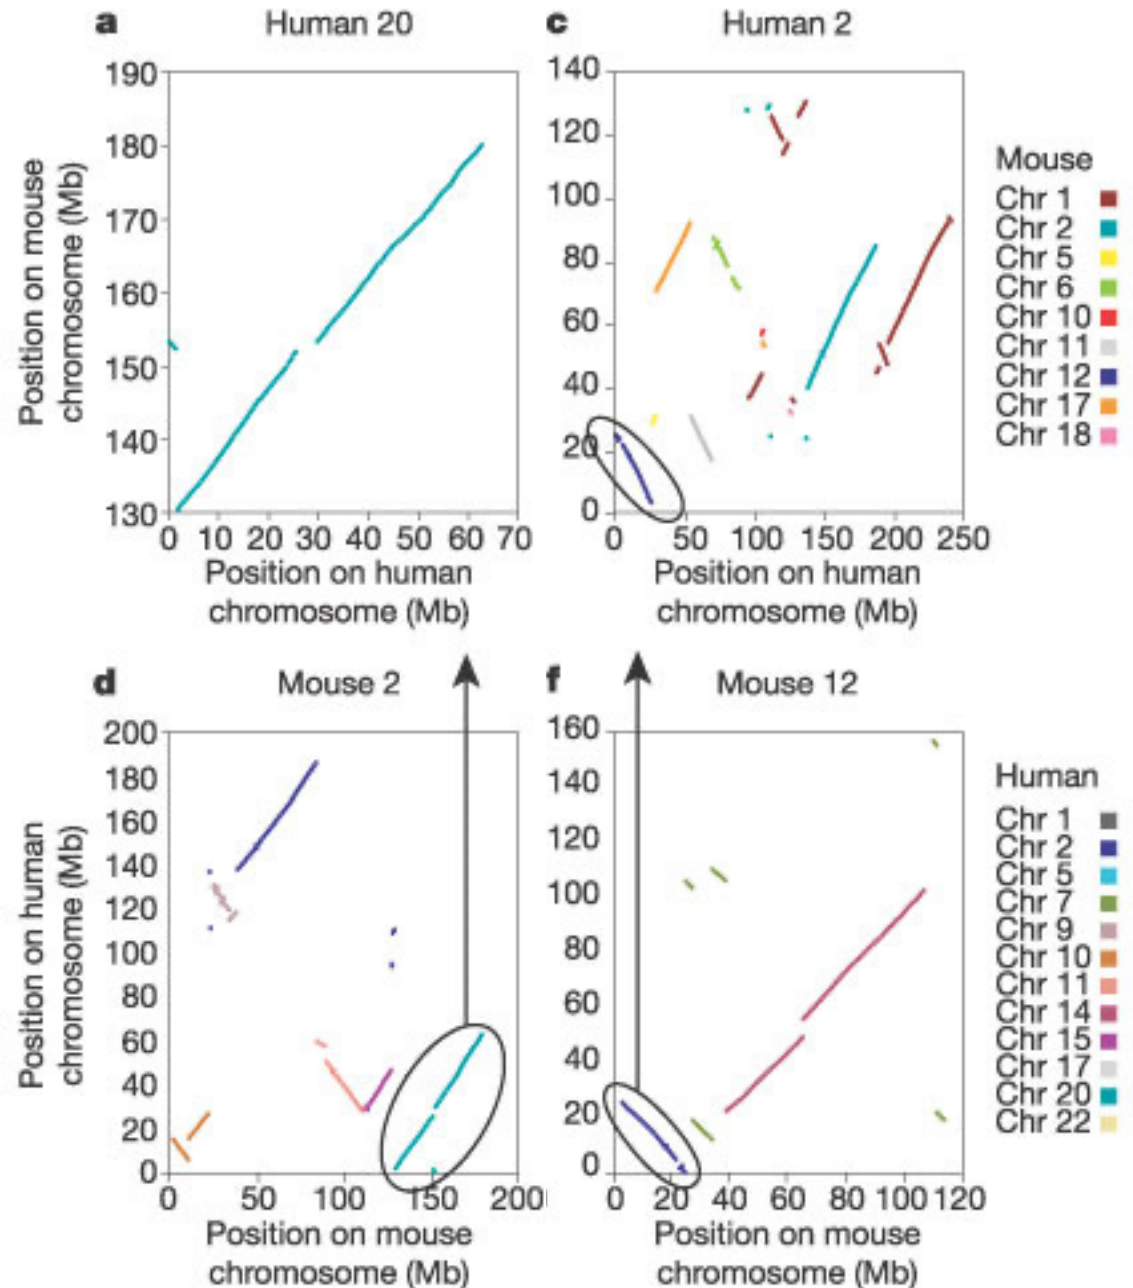 a Human 20
190
180
170
160
150
140
130
0 10 20 30 40 50 60 70
Position on mouse
chromosome (Mb)
Position on human
chromosome (Mb)
c Human 2
140
120
100
80
60
40
20
0
0 50 100 150 200 250
Position on human
chromosome (Mb)
Mouse
Chr 1
Chr 2
Chr 5
Chr 6
Chr 10
Chr 11
Chr 12
Chr 17
Chr 18
d Mouse 2
200
180
160
140
120
100
80
60
40
20
0
0 50 100 150 200
Position on human
chromosome (Mb)
Position on mouse
chromosome (Mb)
f Mouse 12
160
140
120
100
80
60
40
20
0
0 20 40 60 80 100 120
Position on mouse
chromosome (Mb)
Human
Chr 1
Chr 2
Chr 5
Chr 7
Chr 9
Chr 10
Chr 11
Chr 14
Chr 15
Chr 17
Chr 20
Chr 22